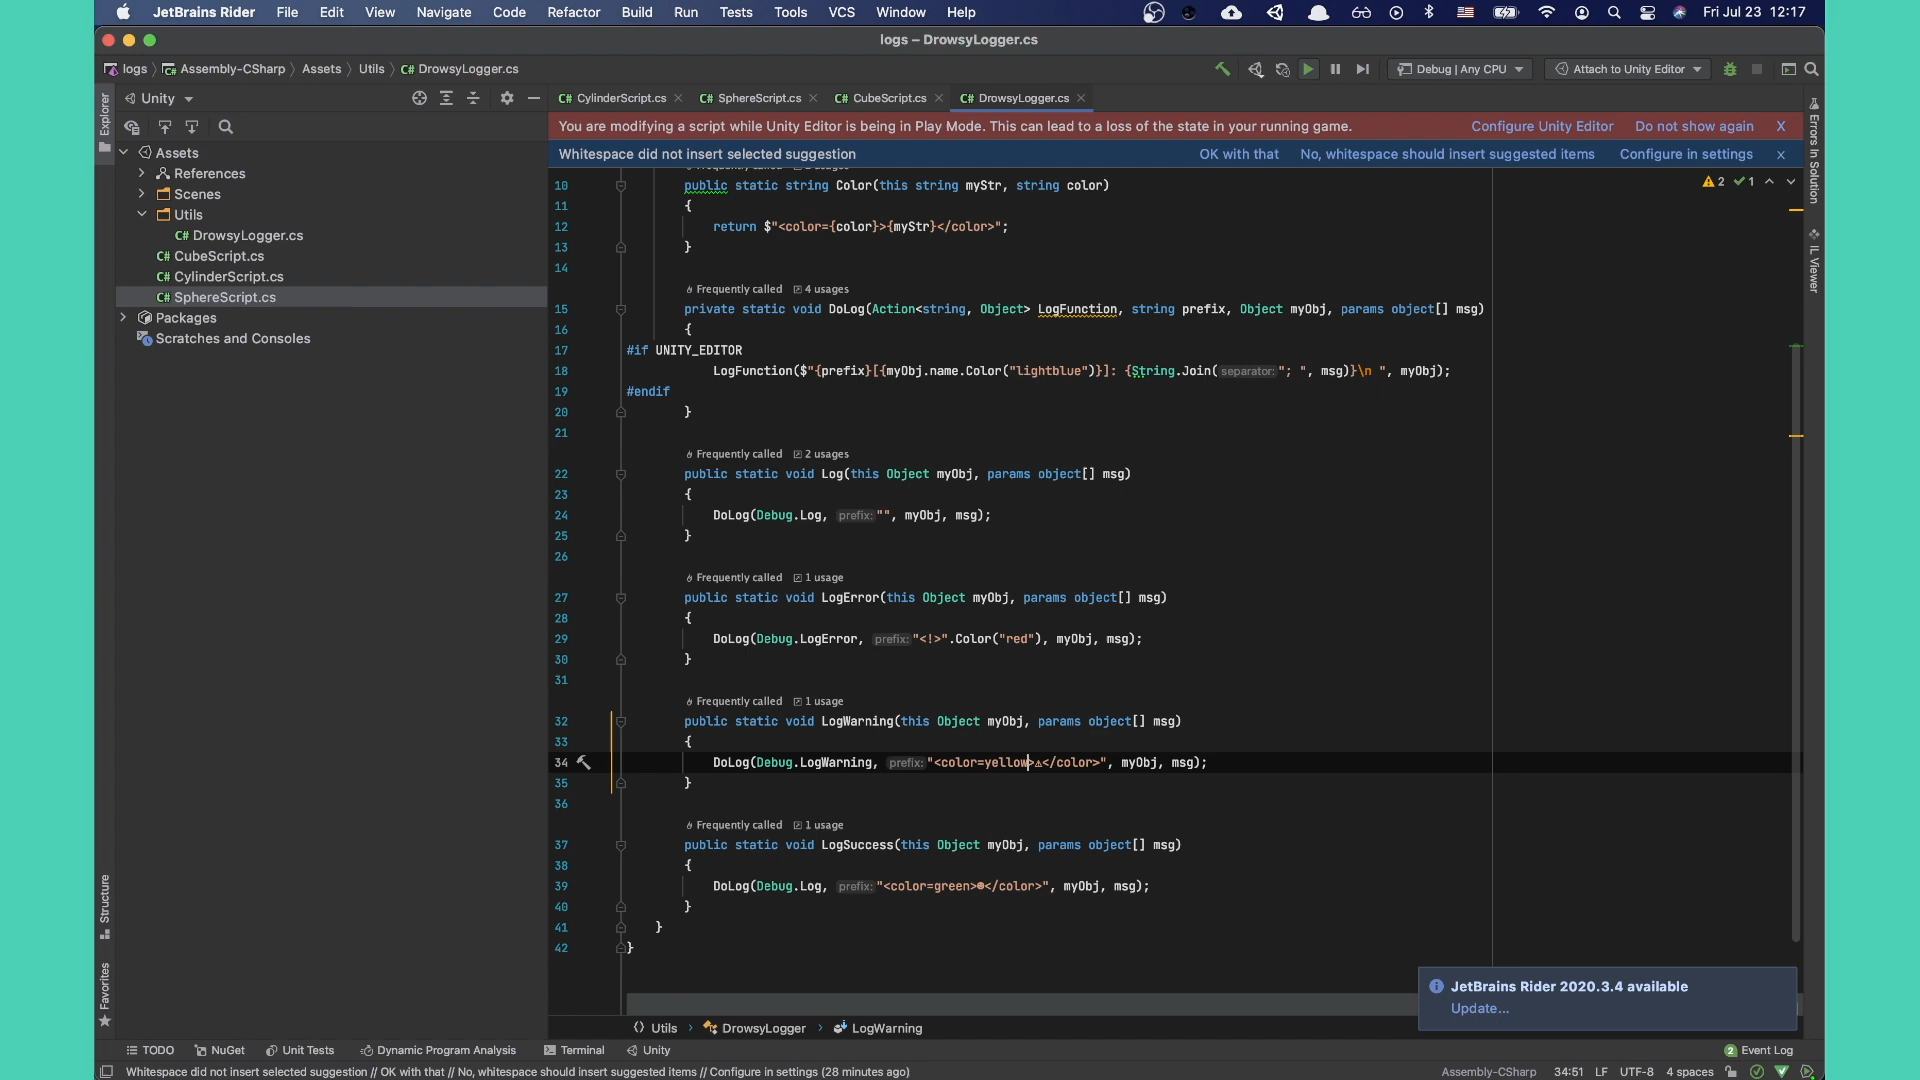 JetBrains Rider File Edit View Navigate Code Refactor Build Run Tests Tools VCS Window Help Fri Jul 23 12:17
logs – DrowsyLogger.cs
logs Assembly-CSharp Assets Utils C# DrowsyLogger.cs Debug | Any CPU Attach to Unity Editor
Explorer
Unity
C# CylinderScript.cs C# SphereScript.cs C# CubeScript.cs C# DrowsyLogger.cs
You are modifying a script while Unity Editor is being in Play Mode. This can lead to a loss of the state in your running game. Configure Unity Editor Do not show again X
Whitespace did not insert selected suggestion OK with that No, whitespace should insert suggested items Configure in settings
Assets
References
Scenes
Utils
C# DrowsyLogger.cs
C# CubeScript.cs
C# CylinderScript.cs
C# SphereScript.cs
Packages
Scratches and Consoles
2 1
10 public static string Color(this string myStr, string color)
11 {
12 return $"<color={color}>{myStr}</color>";
13 }
14
Frequently called 4 usages
15 private static void DoLog(Action<string, Object> LogFunction, string prefix, Object myObj, params object[] msg)
16 {
17 #if UNITY_EDITOR
18 LogFunction($"{prefix}[{myObj.name.Color("lightblue")}]: {String.Join(separator: "; ", msg)}\n ", myObj);
19 #endif
20 }
21
Frequently called 2 usages
22 public static void Log(this Object myObj, params object[] msg)
23 {
24 DoLog(Debug.Log, prefix: "", myObj, msg);
25 }
26
Frequently called 1 usage
27 public static void LogError(this Object myObj, params object[] msg)
28 {
29 DoLog(Debug.LogError, prefix: "<!>".Color("red"), myObj, msg);
30 }
31
Frequently called 1 usage
32 public static void LogWarning(this Object myObj, params object[] msg)
33 {
34 DoLog(Debug.LogWarning, prefix: "<color=yellow>⚠</color>", myObj, msg);
35 }
36
Frequently called 1 usage
37 public static void LogSuccess(this Object myObj, params object[] msg)
38 {
39 DoLog(Debug.Log, prefix: "<color=green>☻</color>", myObj, msg);
40 }
41 }
42 }
Errors In Solution
IL Viewer
Structure
Favorites
JetBrains Rider 2020.3.4 available
Update...
Utils DrowsyLogger LogWarning
TODO NuGet Unit Tests Dynamic Program Analysis Terminal Unity 2 Event Log
Whitespace did not insert selected suggestion // OK with that // No, whitespace should insert suggested items // Configure in settings (28 minutes ago) Assembly-CSharp 34:51 LF UTF-8 4 spaces